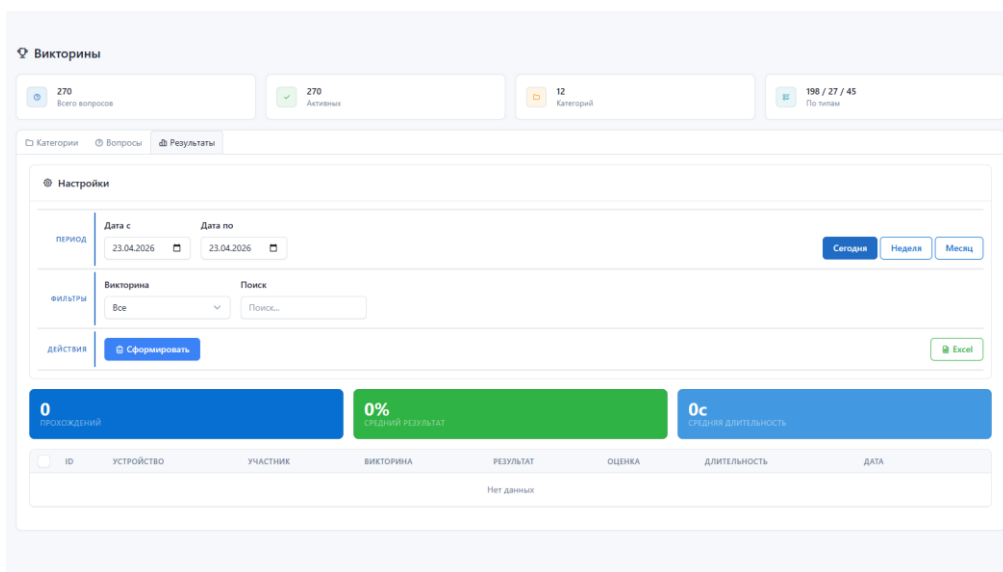 Викторины
270
Всего вопросов
270
Активных
12
Категорий
198 / 27 / 45
По типам
Категории Вопросы Результаты
Настройки
ПЕРИОД
Дата с Дата по
23.04.2026 23.04.2026
Сегодня Неделя Месяц
ФИЛЬТРЫ
Викторина Поиск
Все Поиск...
ДЕЙСТВИЯ
Сформировать
Excel
0
ПРОХОЖДЕНИЙ
0%
СРЕДНИЙ РЕЗУЛЬТАТ
0с
СРЕДНЯЯ ДЛИТЕЛЬНОСТЬ
ID УСТРОЙСТВО УЧАСТНИК ВИКТОРИНА РЕЗУЛЬТАТ ОЦЕНКА ДЛИТЕЛЬНОСТЬ ДАТА
Нет данных